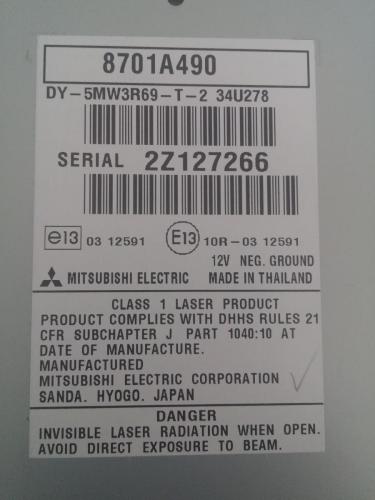 8701A490
DY-5MW3R69-T-2 34U278
SERIAL 2Z127266
e13 03 12591 E13 10R-03 12591
12V NEG. GROUND
MITSUBISHI ELECTRIC MADE IN THAILAND
CLASS 1 LASER PRODUCT
PRODUCT COMPLIES WITH DHHS RULES 21
CFR SUBCHAPTER J PART 1040:10 AT
DATE OF MANUFACTURE.
MANUFACTURED
MITSUBISHI ELECTRIC CORPORATION
SANDA. HYOGO. JAPAN
DANGER
INVISIBLE LASER RADIATION WHEN OPEN.
AVOID DIRECT EXPOSURE TO BEAM.